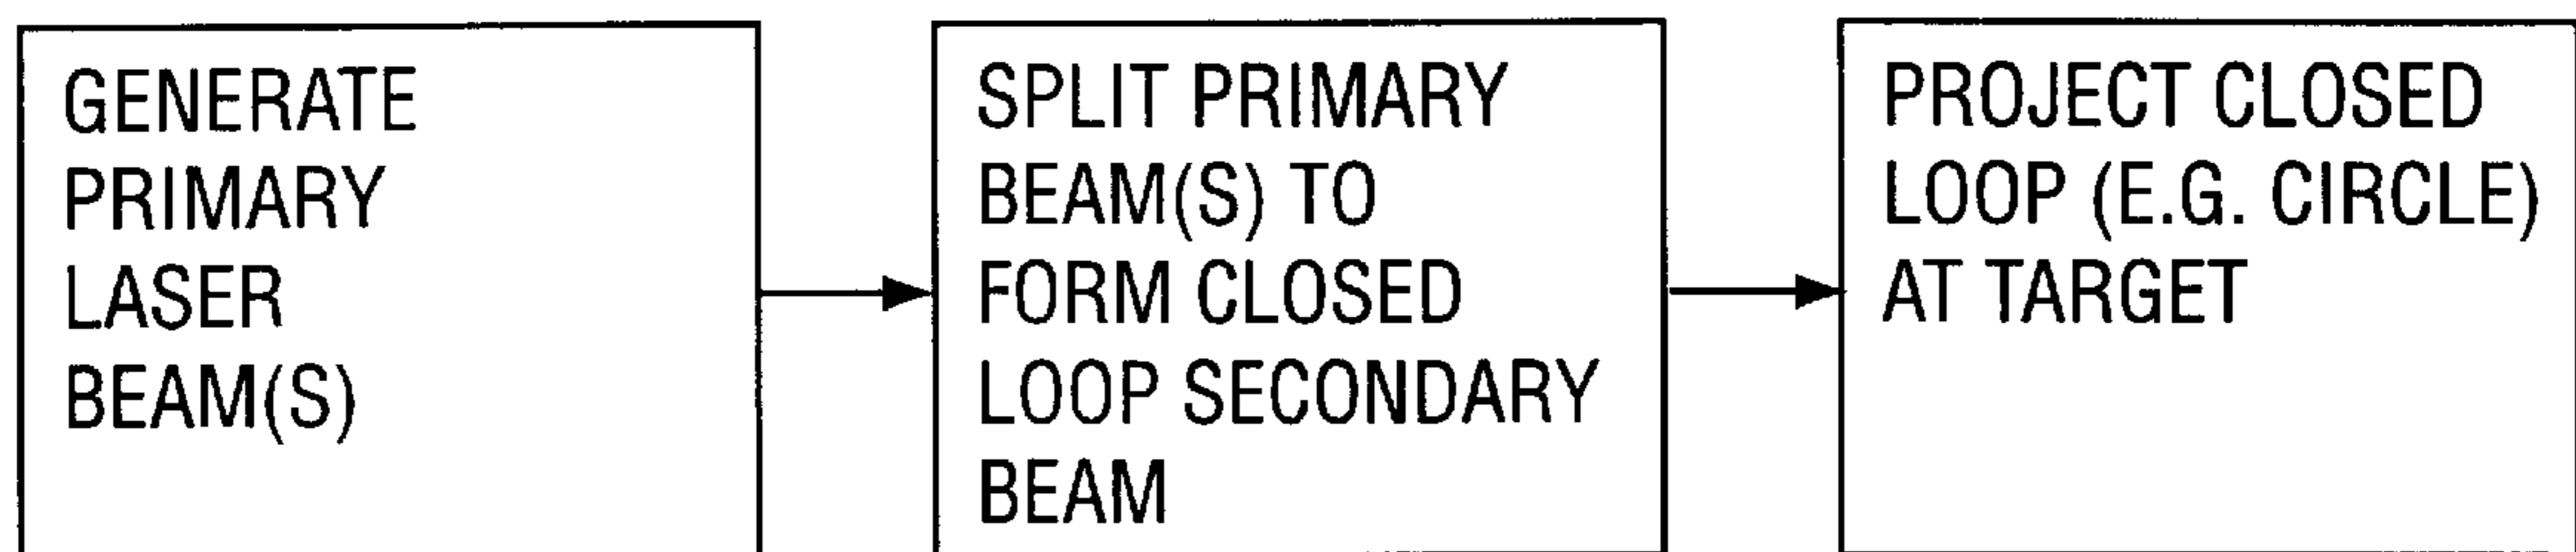 GENERATE
PRIMARY
LASER
BEAM(S)
SPLIT PRIMARY
BEAM(S) TO
FORM CLOSED
LOOP SECONDARY
BEAM
PROJECT CLOSED
LOOP (E.G. CIRCLE)
AT TARGET